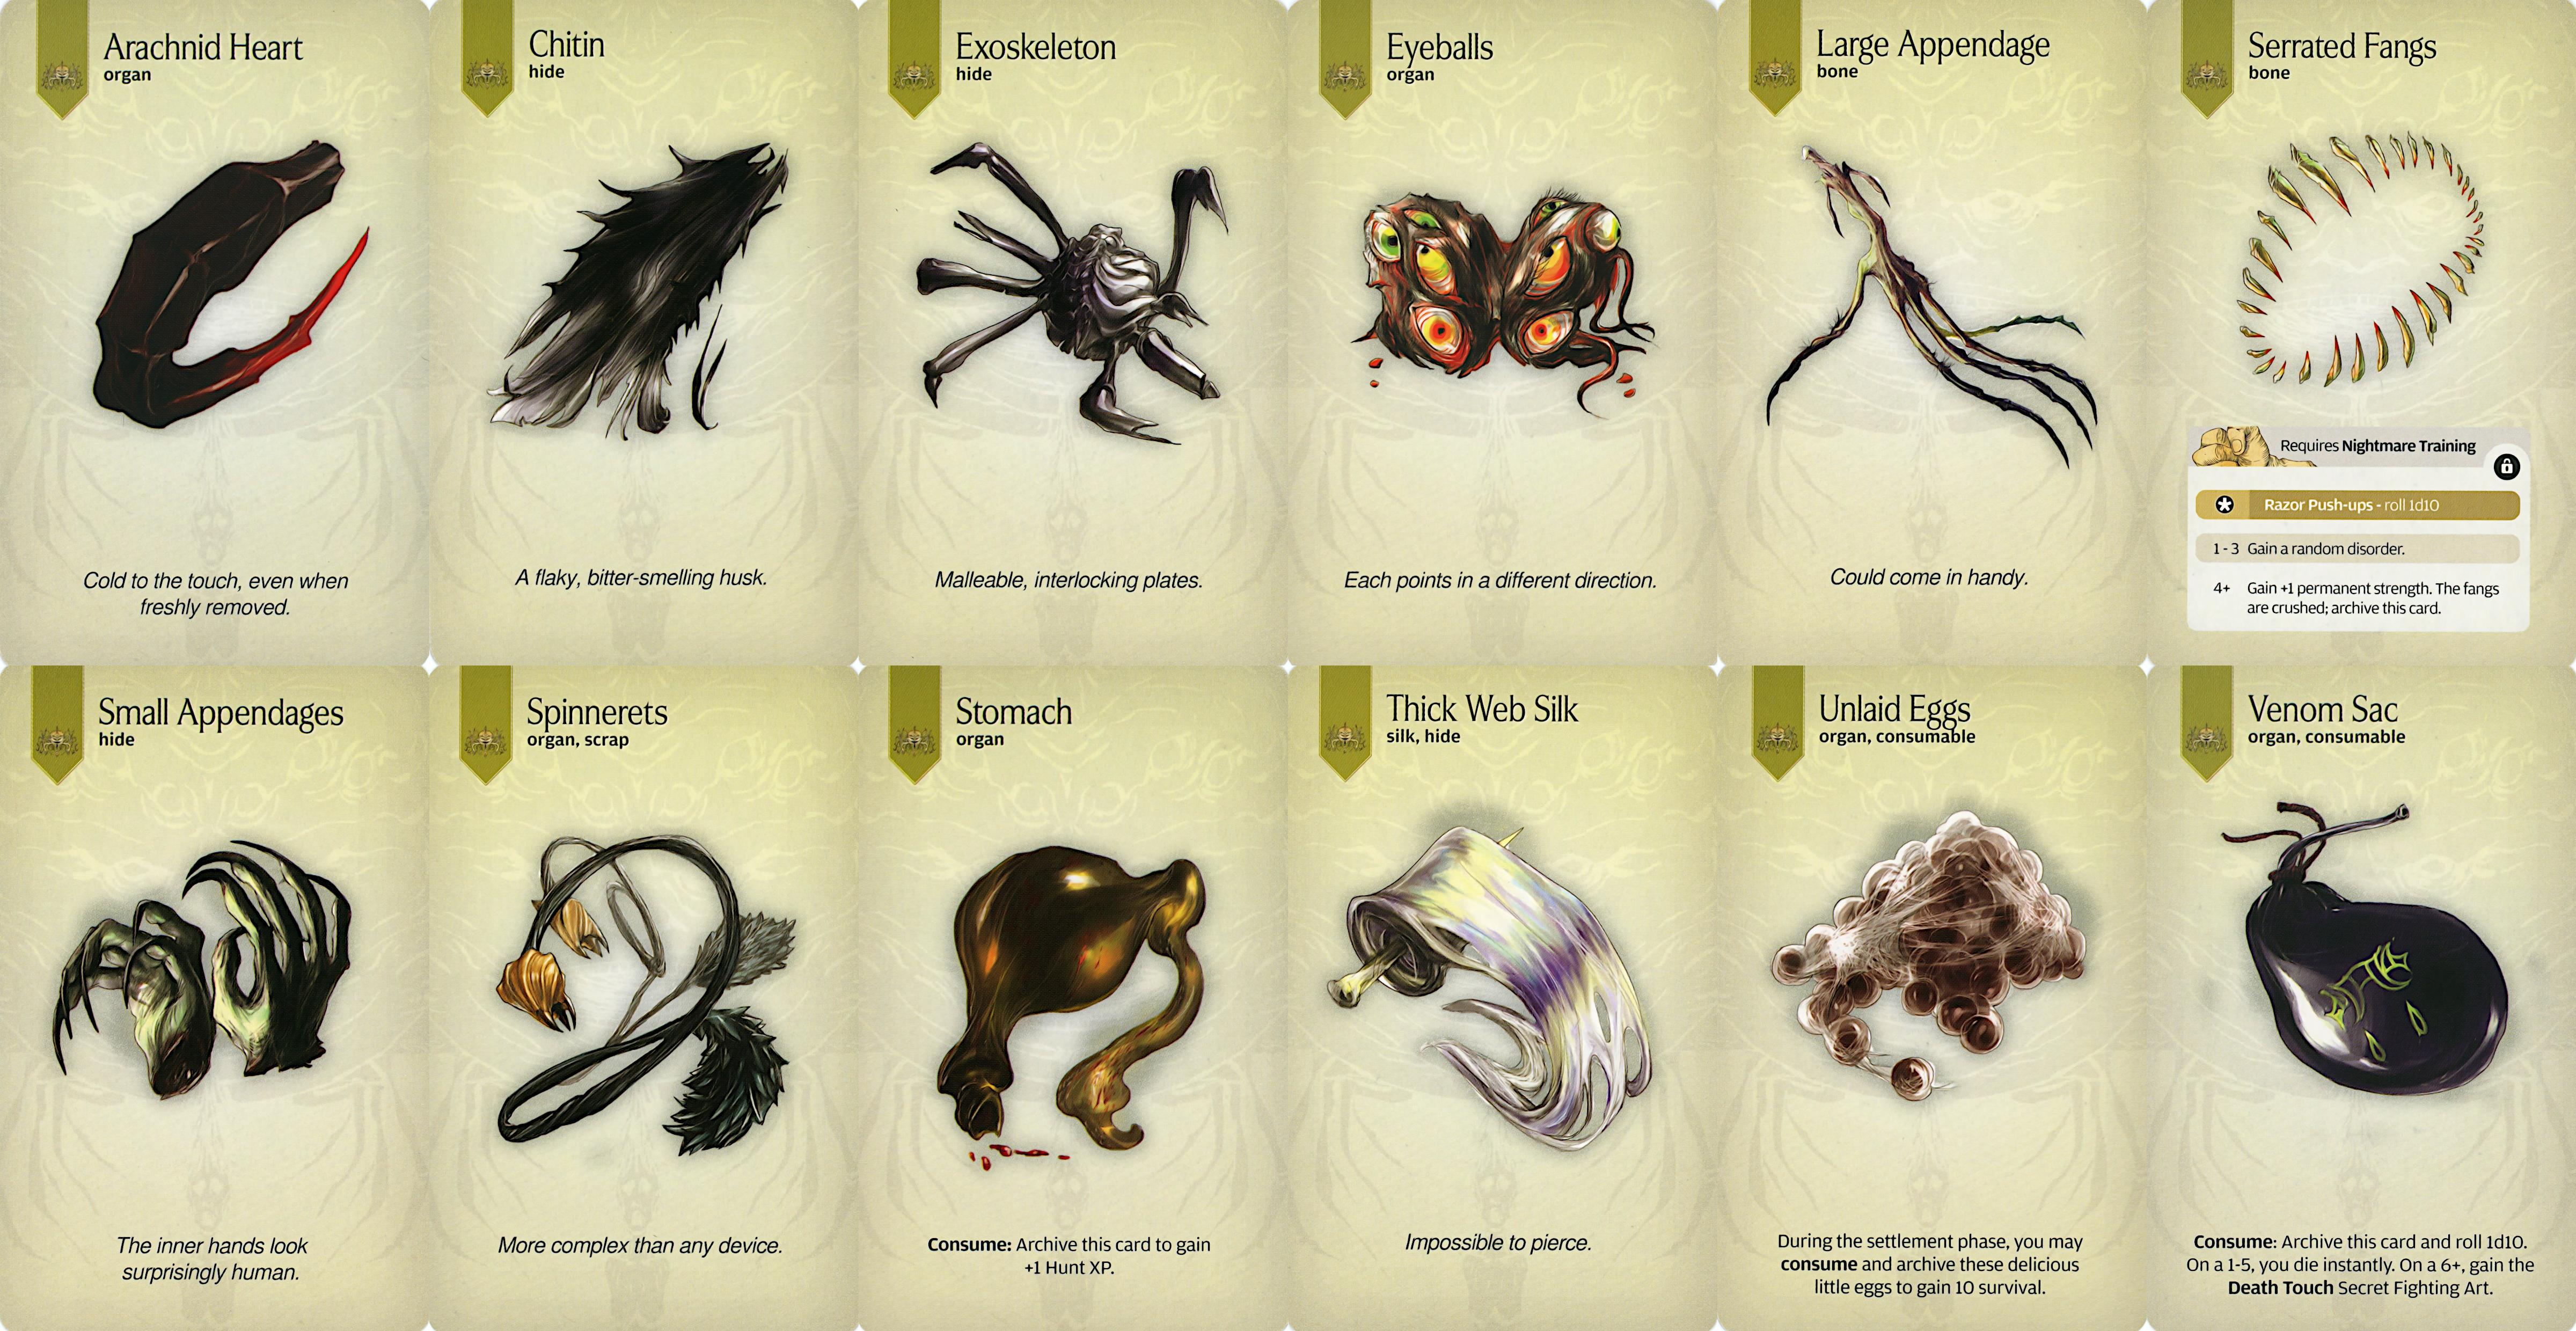 Arachnid Heart
organ
Cold to the touch, even when
freshly removed.
Chitin
hide
A flaky, bitter-smelling husk.
Exoskeleton
hide
Malleable, interlocking plates.
Eyeballs
organ
Each points in a different direction.
Large Appendage
bone
Could come in handy.
Serrated Fangs
bone
Requires Nightmare Training
Razor Push-ups - roll 1d10
1 - 3 Gain a random disorder.
4+ Gain +1 permanent strength. The fangs
are crushed; archive this card.
Small Appendages
hide
The inner hands look
surprisingly human.
Spinnerets
organ, scrap
More complex than any device.
Stomach
organ
Consume: Archive this card to gain
+1 Hunt XP.
Thick Web Silk
silk, hide
Impossible to pierce.
Unlaid Eggs
organ, consumable
During the settlement phase, you may
consume and archive these delicious
little eggs to gain 10 survival.
Venom Sac
organ, consumable
Consume: Archive this card and roll 1d10.
On a 1-5, you die instantly. On a 6+, gain the
Death Touch Secret Fighting Art.